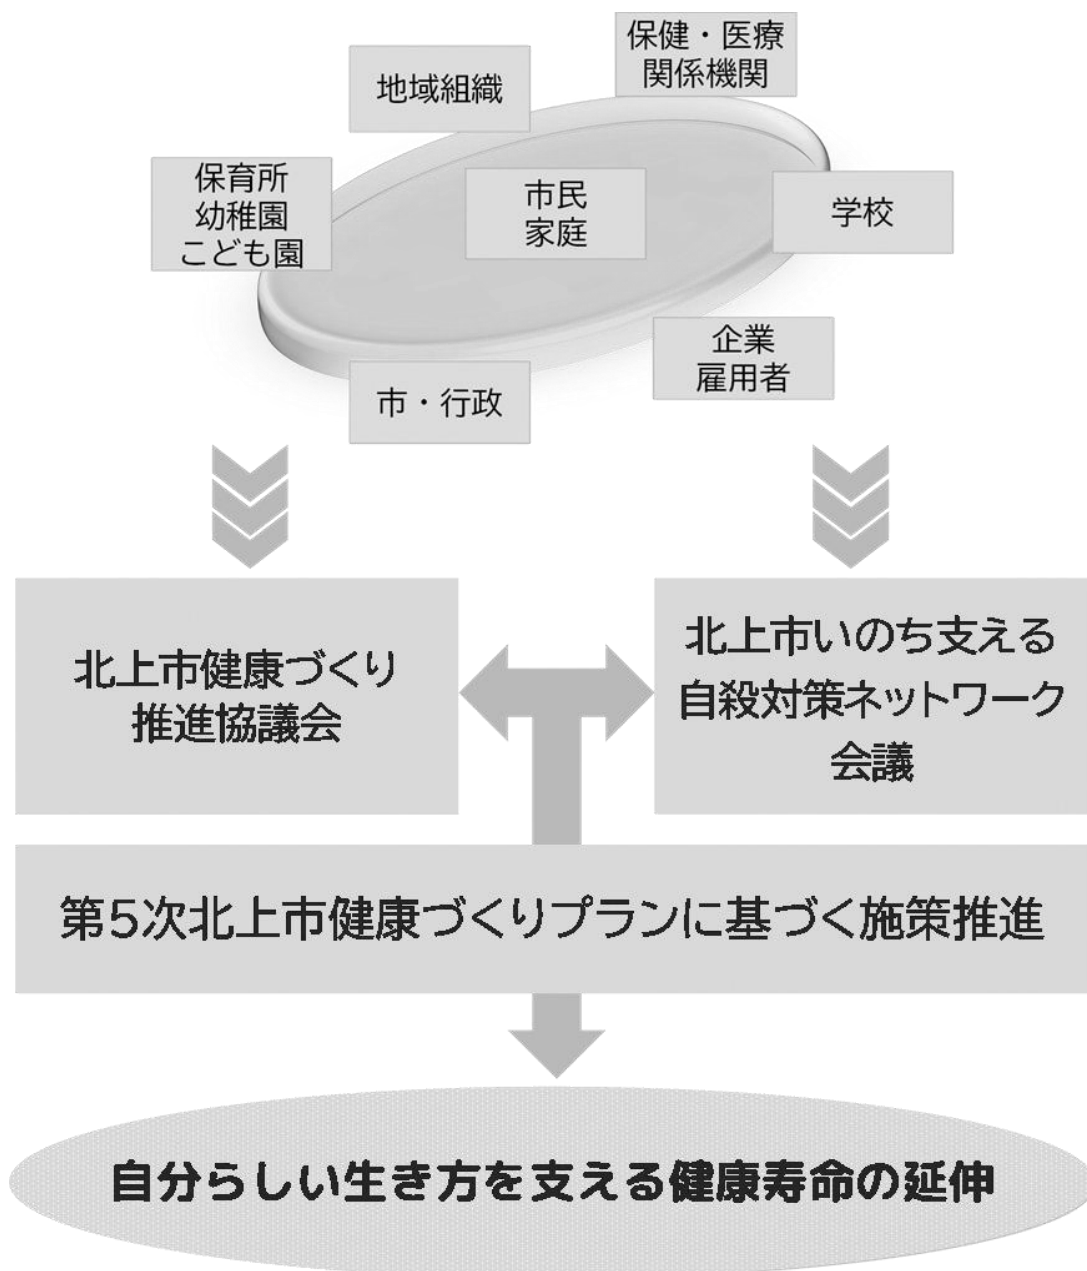 保健・医療
関係機関
地域組織
保育所
幼稚園
こども園
市民
家庭
学校
企業
雇用者
市・行政
北上市健康づくり
推進協議会
北上市いのち支える
自殺対策ネットワーク
会議
第5次北上市健康づくりプランに基づく施策推進
自分らしい生き方を支える健康寿命の延伸